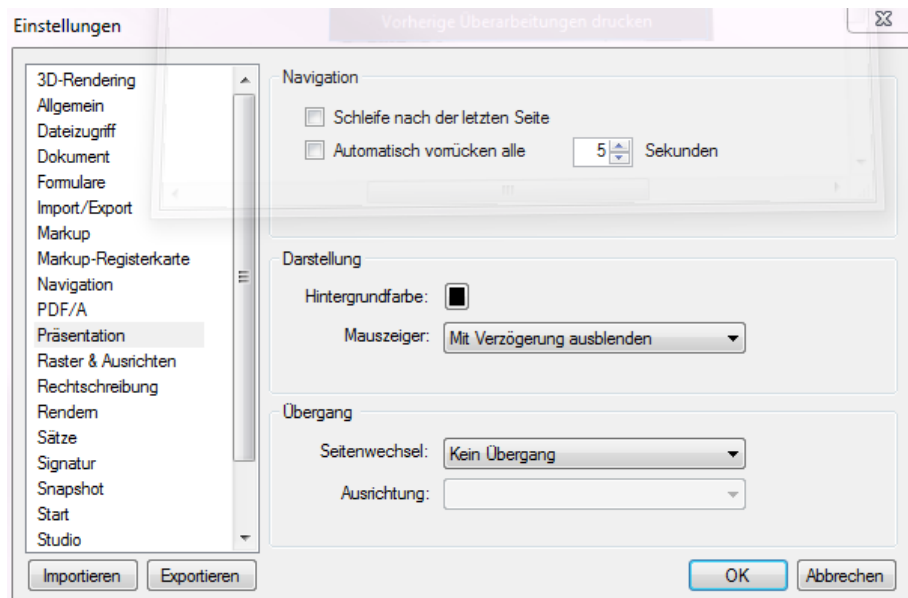 Vorhenge Überarbeitungen drucken
Einstellungen
3D-Rendering
Allgemein
Dateizugriff
Dokument
Formulare
Import/Export
Markup
Markup-Registerkarte
Navigation
PDF/A
Präsentation
Raster & Ausrichten
Rechtschreibung
Rendern
Sätze
Signatur
Snapshot
Start
Studio
Importieren
Exportieren
Navigation
Schleife nach der letzten Seite
Automatisch vorrücken alle 5 Sekunden
Darstellung
Hintergrundfarbe:
Mauszeiger: Mit Verzögerung ausblenden
Übergang
Seitenwechsel: Kein Übergang
Ausrichtung:
OK
Abbrechen